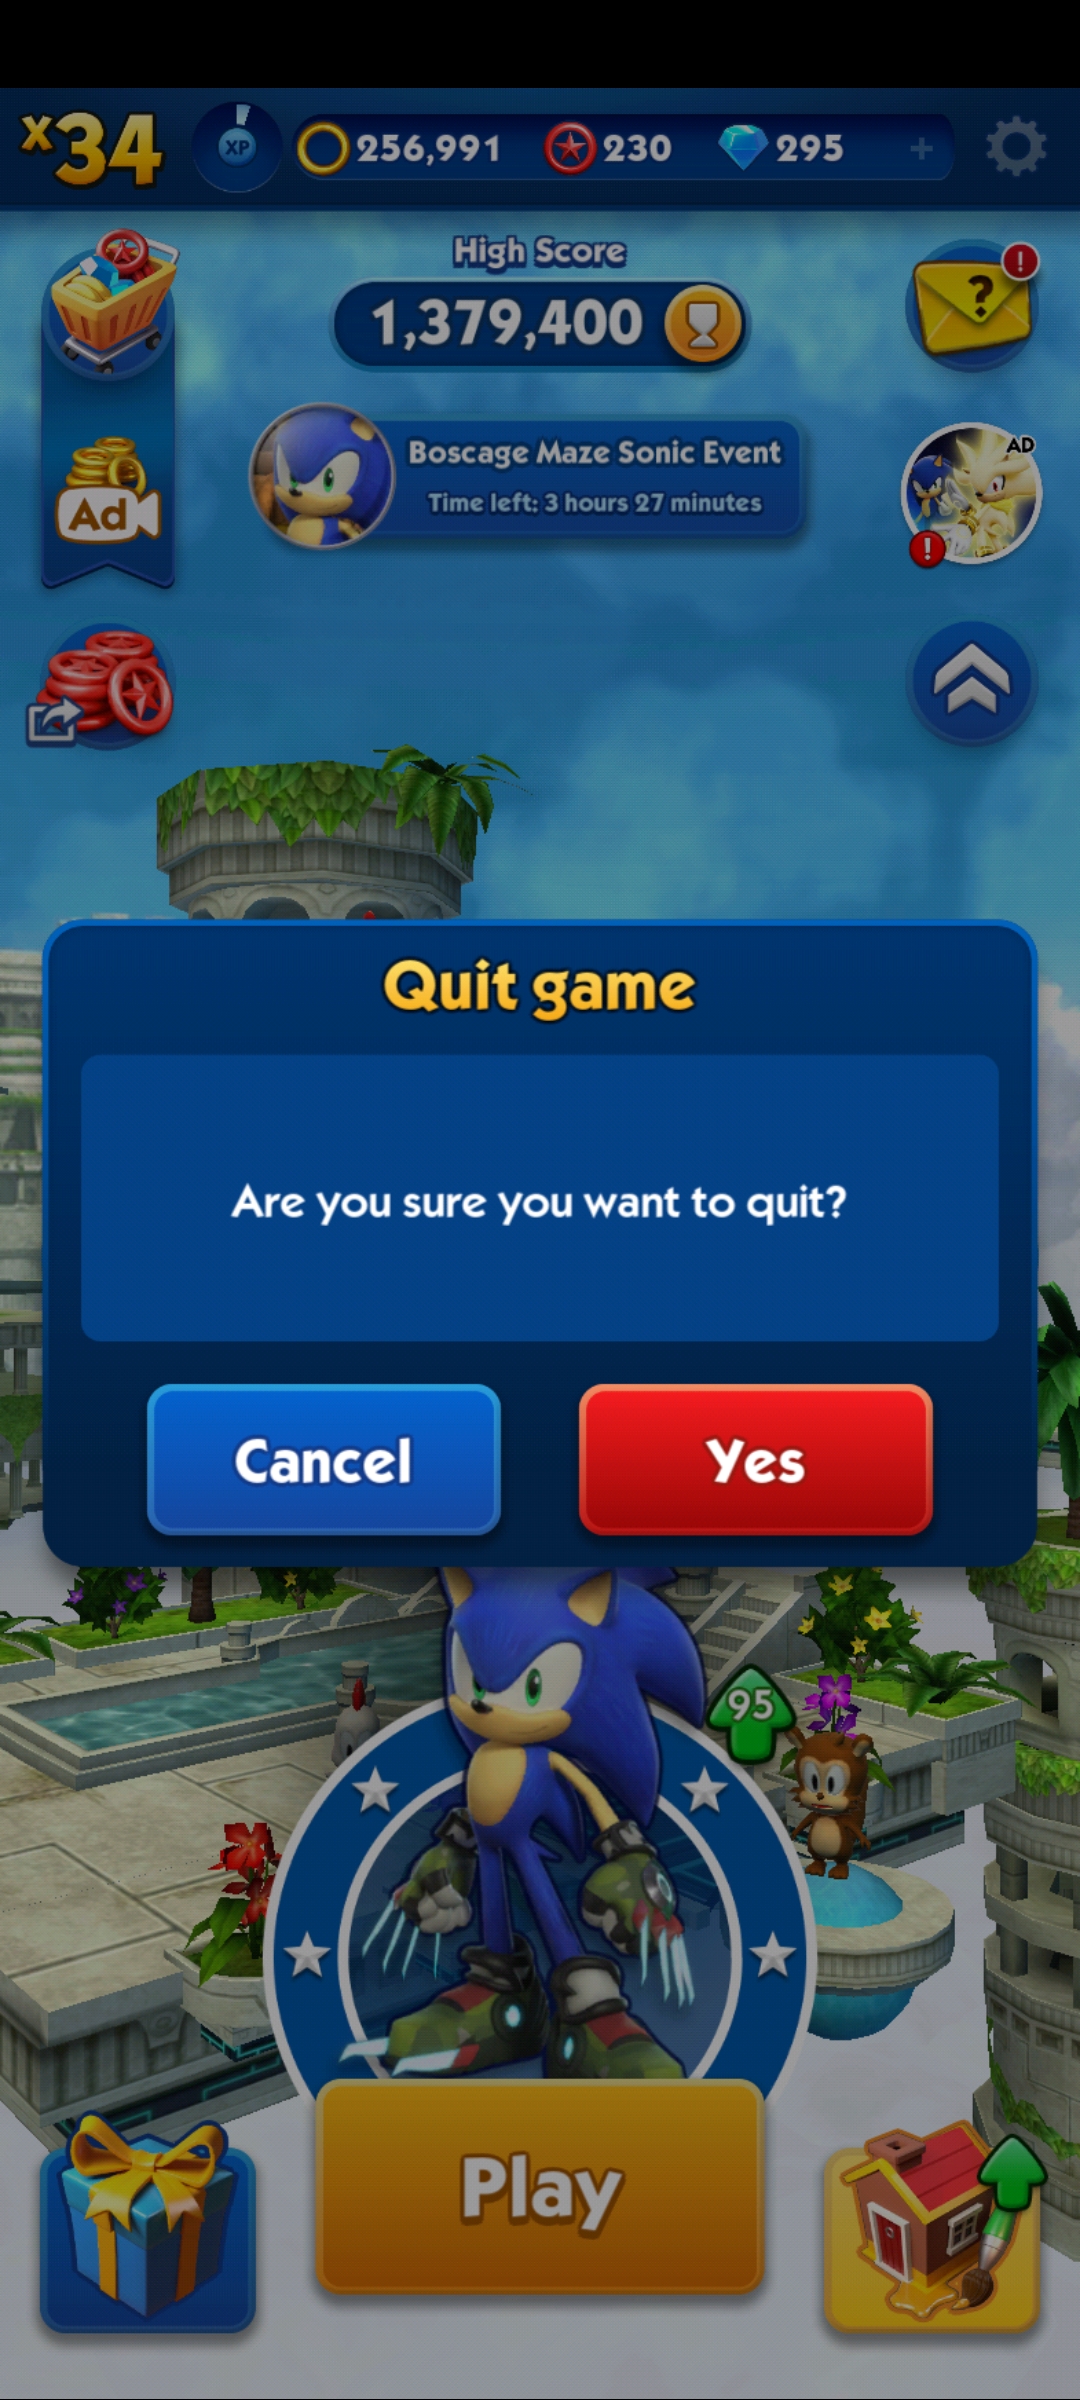 x34
XP
256,991
230
295
+
High Score
1,379,400
?
!
Boscage Maze Sonic Event
Time left: 3 hours 27 minutes
AD
!
Ad
Quit game
Are you sure you want to quit?
Cancel
Yes
95
Play